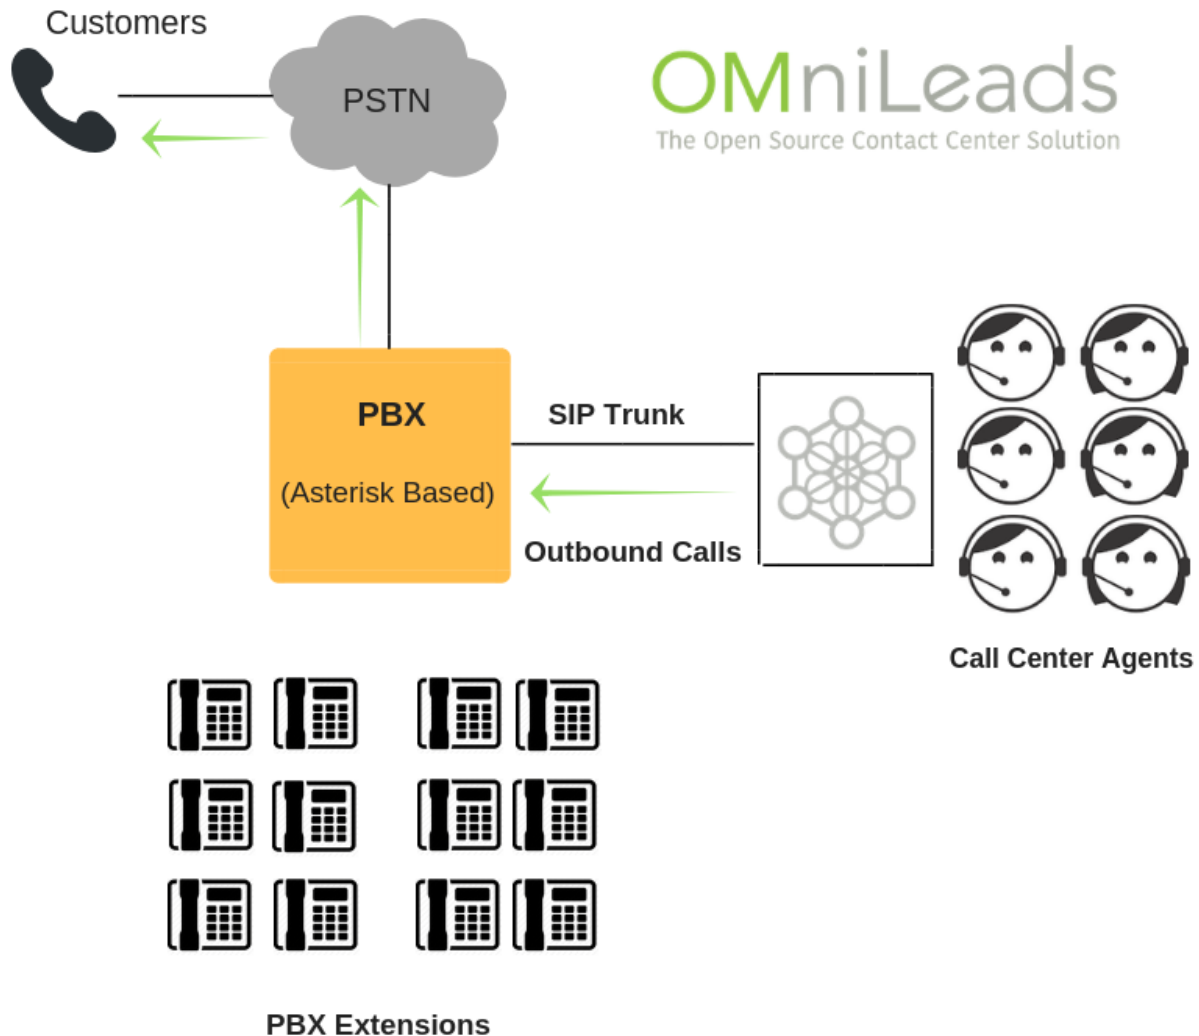 Customers
PSTN
OMniLeads
The Open Source Contact Center Solution
PBX
(Asterisk Based)
SIP Trunk
Outbound Calls
Call Center Agents
PBX Extensions